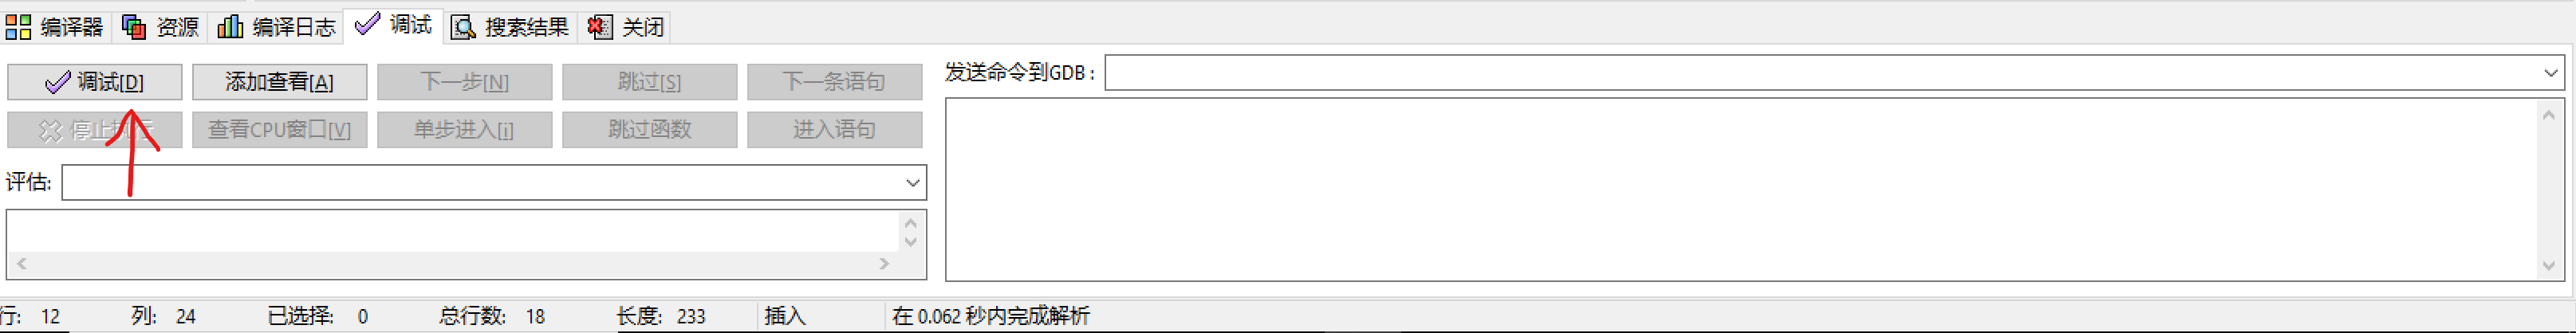 编译器 资源 编译日志 调试 搜索结果 关闭
调试[D] 添加查看[A] 下一步[N] 跳过[S] 下一条语句
发送命令到GDB：
停止执行 查看CPU窗口[V] 单步进入[i] 跳过函数 进入语句
评估:
行: 12 列: 24 已选择: 0 总行数: 18 长度: 233 插入 在 0.062 秒内完成解析